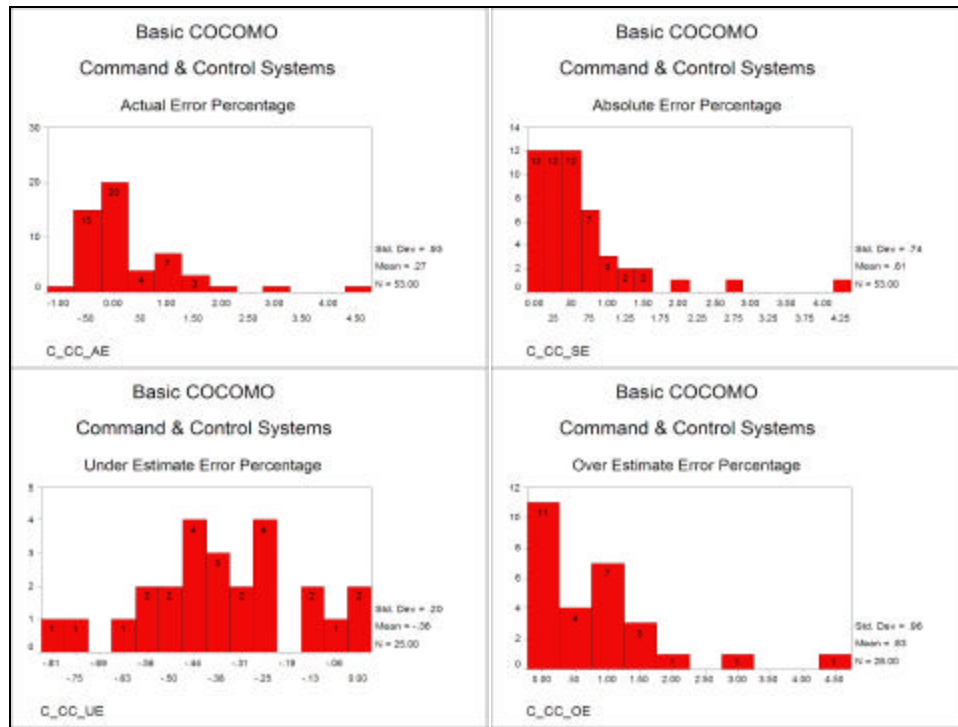 Basic COCOMO
Command & Control Systems
Actual Error Percentage
30
20
10
0
15
20
4
7
3
Std. Dev = .93
Mean = .27
N = 53.00
-1.00 0.00 1.00 2.00 3.00 4.00
-.50 .50 1.50 2.50 3.50 4.50
C_CC_AE
Basic COCOMO
Command & Control Systems
Absolute Error Percentage
14
12
10
8
6
4
2
0
12 12 12
7
3
2 2
Std. Dev = .74
Mean = .61
N = 53.00
0.00 .50 1.00 1.50 2.00 2.50 3.00 3.50 4.00
.25 .75 1.25 1.75 2.25 2.75 3.25 3.75 4.25
C_CC_SE
Basic COCOMO
Command & Control Systems
Under Estimate Error Percentage
5
4
3
2
1
0
1 1 1 2 2 4 3 2 4 2 1 2
Std. Dev = .20
Mean = -.36
N = 25.00
-.81 -.69 -.56 -.44 -.31 -.19 -.06
-.75 -.63 -.50 -.38 -.25 -.13 0.00
C_CC_UE
Basic COCOMO
Command & Control Systems
Over Estimate Error Percentage
12
10
8
6
4
2
0
11
4
7
3
1
1
1
Std. Dev = .96
Mean = .83
N = 28.00
0.00 .50 1.00 1.50 2.00 2.50 3.00 3.50 4.00 4.50
C_CC_OE